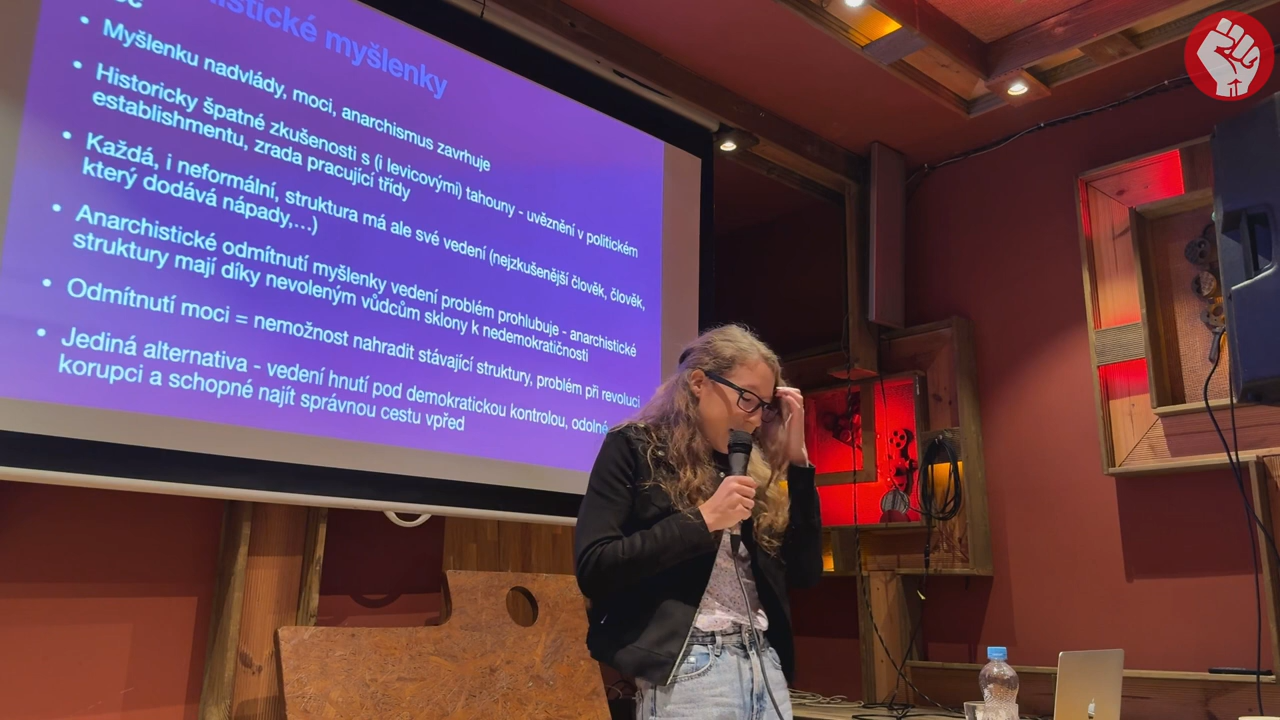 myšlenky
Myšlenku nadvlády, moci, anarchismus zavrhuje
Historicky špatné zkušenosti s (i levicovými) tahouny - uvěznění v politickém
establishmentu, zrada pracující třídy
Každá, i neformální, struktura má ale své vedení (nejzkušenější člověk, člověk,
který dodává nápady,...)
Anarchistické odmítnutí myšlenky vedení problém prohlubuje - anarchistické
struktury mají díky nevoleným vůdcům sklony k nedemokratičnosti
Odmítnutí moci = nemožnost nahradit stávající struktury, problém při revoluci
Jediná alternativa - vedení hnutí pod demokratickou kontrolou, odolné
korupci a schopné najít správnou cestu vpřed